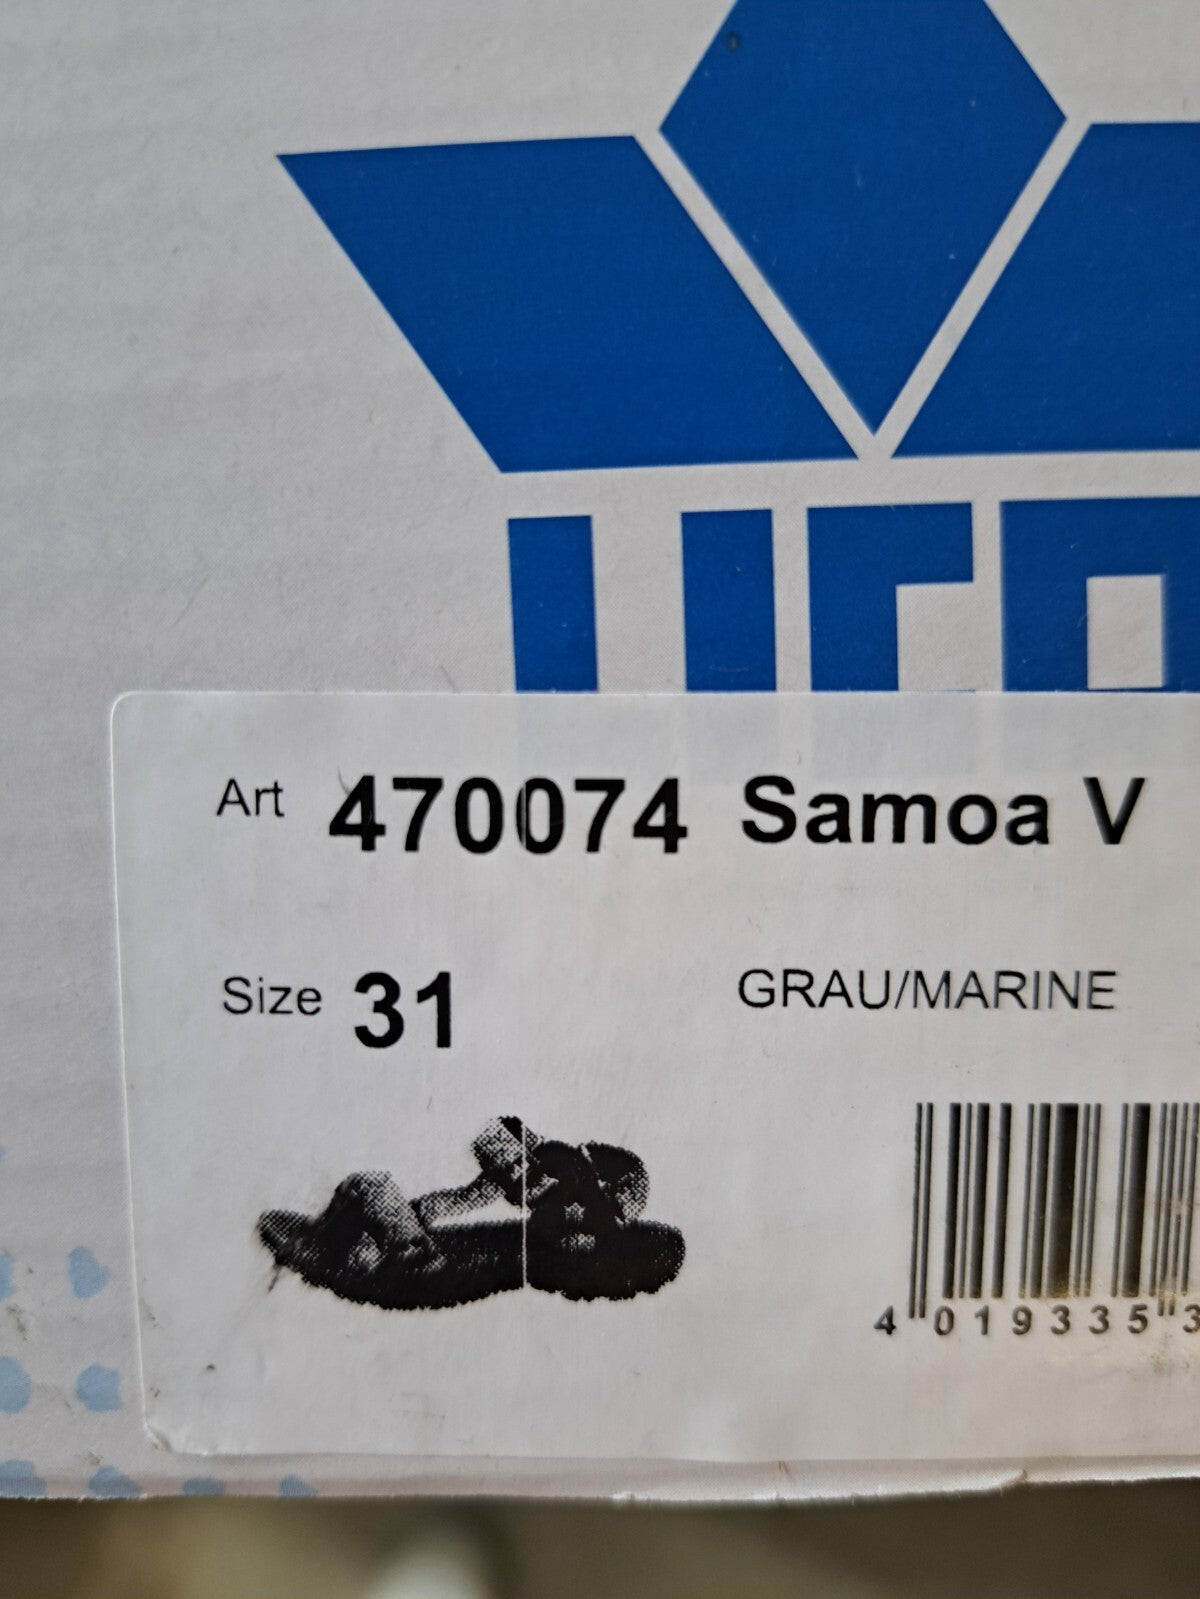 Art 470074 Samoa V
Size 31 GRAU/MARINE
4 019335 3